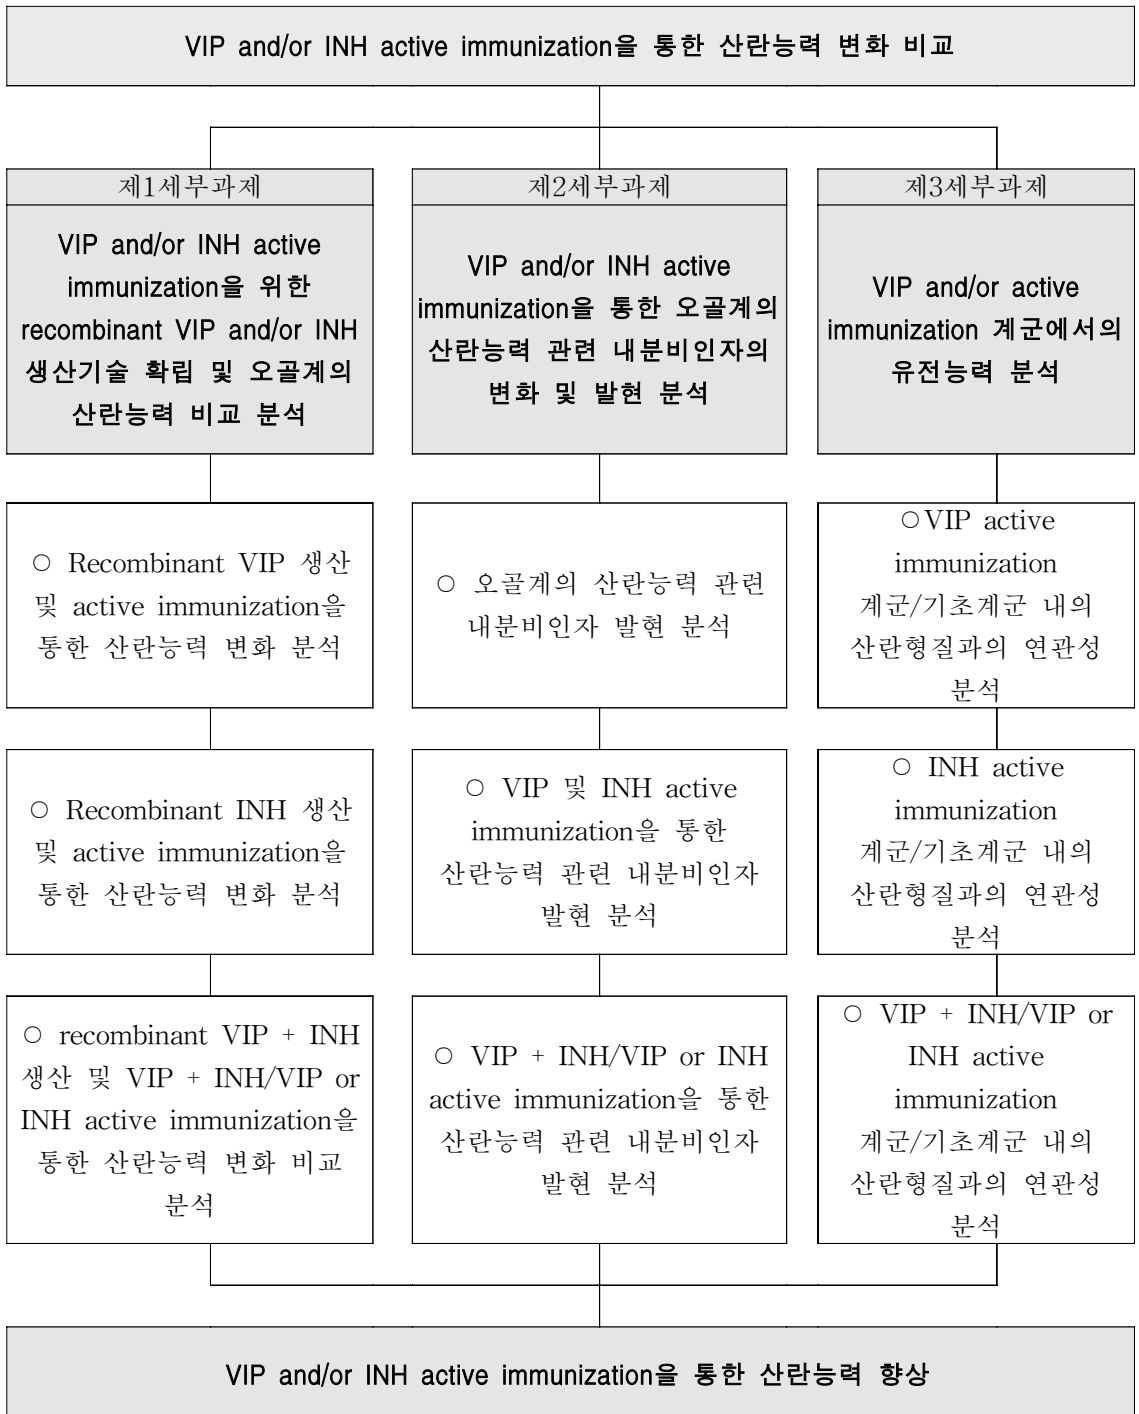 VIP and/or INH active immunization을 통한 산란능력 변화 비교
제1세부과제
VIP and/or INH active
immunization을 위한
recombinant VIP and/or INH
생산기술 확립 및 오골계의
산란능력 비교 분석
제2세부과제
VIP and/or INH active
immunization을 통한 오골계의
산란능력 관련 내분비인자의
변화 및 발현 분석
제3세부과제
VIP and/or active
immunization 계군에서의
유전능력 분석
○ Recombinant VIP 생산
및 active immunization을
통한 산란능력 변화 분석
○ 오골계의 산란능력 관련
내분비인자 발현 분석
○VIP active
immunization
계군/기초계군 내의
산란형질과의 연관성
분석
○ Recombinant INH 생산
및 active immunization을
통한 산란능력 변화 분석
○ VIP 및 INH active
immunization을 통한
산란능력 관련 내분비인자
발현 분석
○ INH active
immunization
계군/기초계군 내의
산란형질과의 연관성
분석
○ recombinant VIP + INH
생산 및 VIP + INH/VIP or
INH active immunization을
통한 산란능력 변화 비교
분석
○ VIP + INH/VIP or INH
active immunization을 통한
산란능력 관련 내분비인자
발현 분석
○ VIP + INH/VIP or
INH active
immunization
계군/기초계군 내의
산란형질과의 연관성
분석
VIP and/or INH active immunization을 통한 산란능력 향상